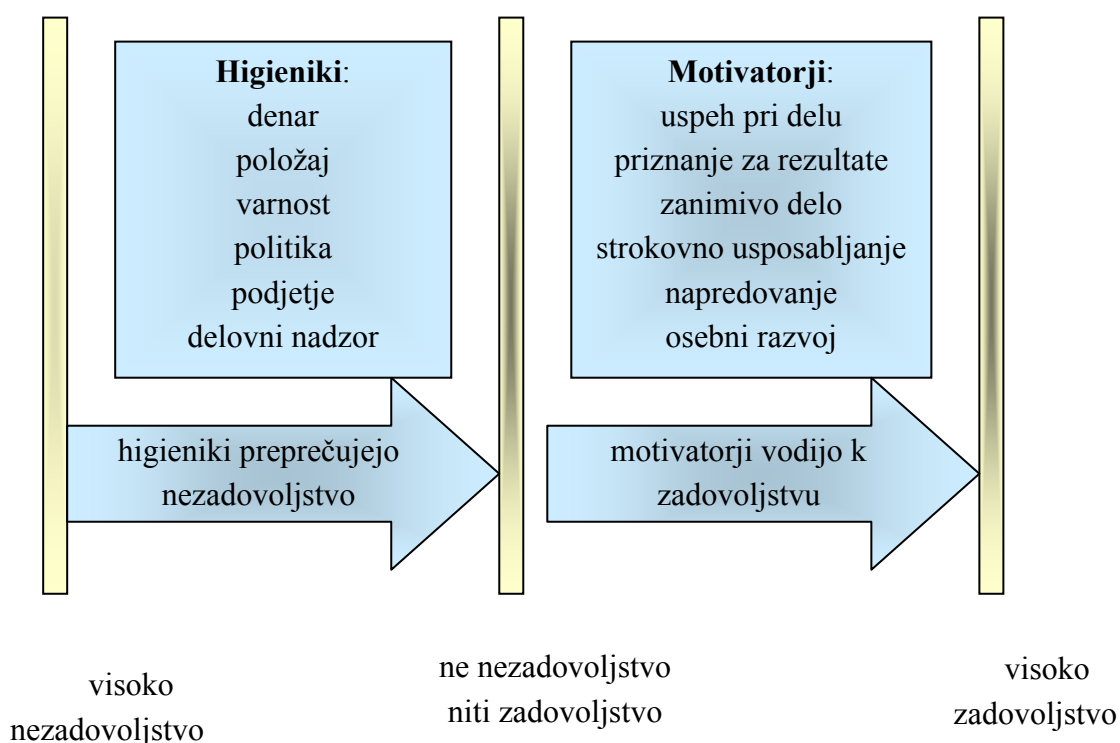 Higieniki:
denar
položaj
varnost
politika
podjetje
delovni nadzor
Motivatorji:
uspeh pri delu
priznanje za rezultate
zanimivo delo
strokovno usposabljanje
napredovanje
osebni razvoj
higieniki preprečujejo
nezadovoljstvo
motivatorji vodijo k
zadovoljstvu
visoko
nezadovoljstvo
ne nezadovoljstvo
niti zadovoljstvo
visoko
zadovoljstvo